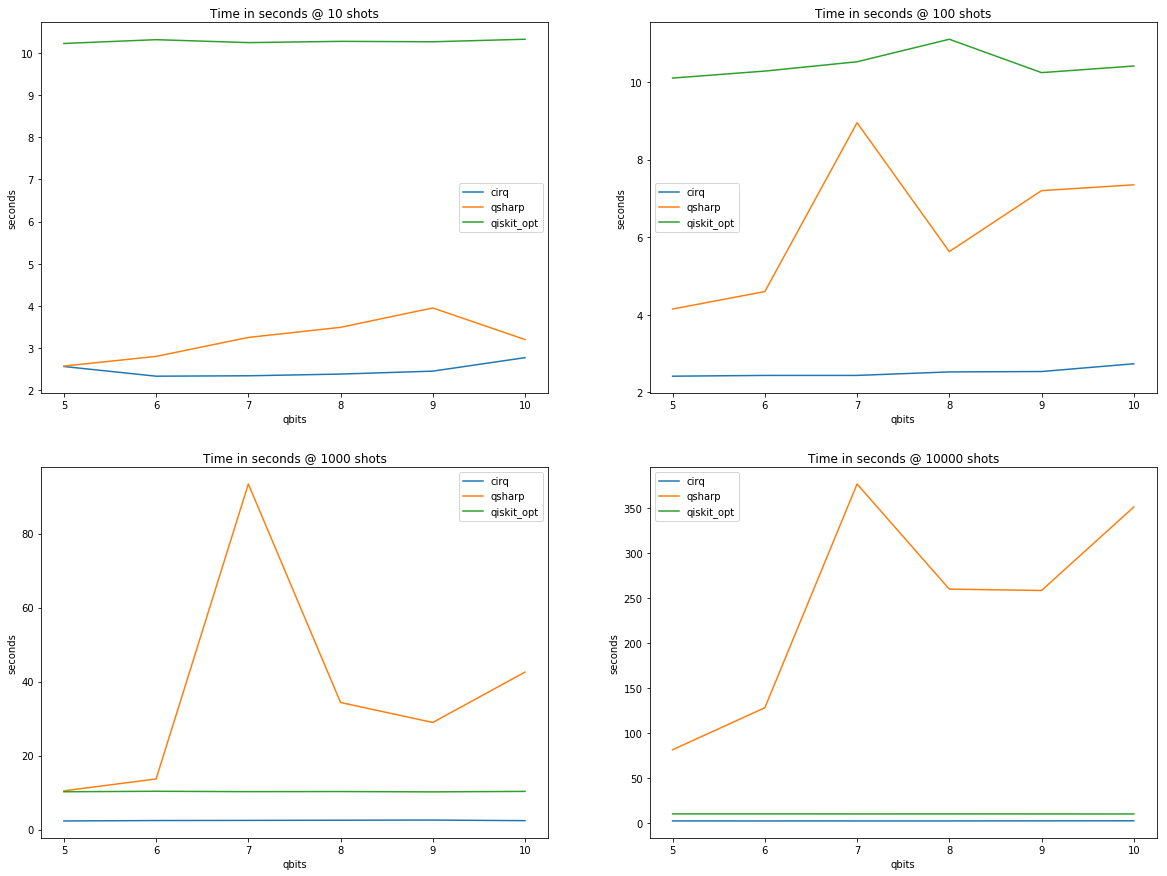 Time in seconds @ 10 shots
seconds
10
9
8
7
6
5
4
3
2
5 6 7 8 9 10
qbits
cirq
qsharp
qiskit_opt
Time in seconds @ 100 shots
seconds
10
8
6
4
2
5 6 7 8 9 10
qbits
cirq
qsharp
qiskit_opt
Time in seconds @ 1000 shots
seconds
80
60
40
20
0
5 6 7 8 9 10
qbits
cirq
qsharp
qiskit_opt
Time in seconds @ 10000 shots
seconds
350
300
250
200
150
100
50
0
5 6 7 8 9 10
qbits
cirq
qsharp
qiskit_opt